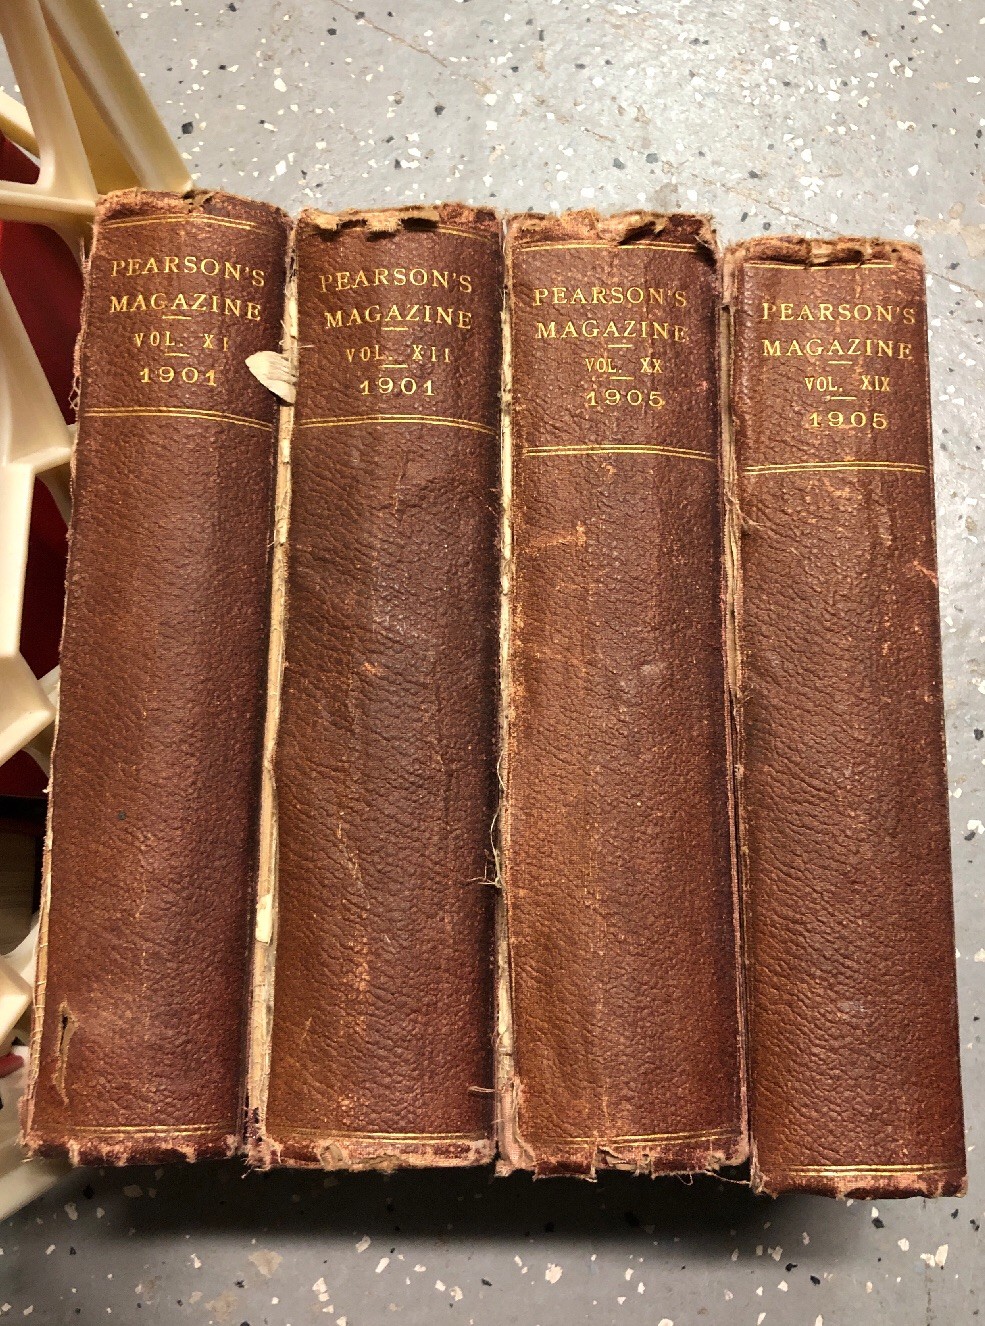 PEARSON'S
MAGAZINE
VOL. XI
1901
PEARSON'S
MAGAZINE
VOL. XII
1901
PEARSON'S
MAGAZINE
VOL. XX
1905
PEARSON'S
MAGAZINE
VOL. XIX
1905